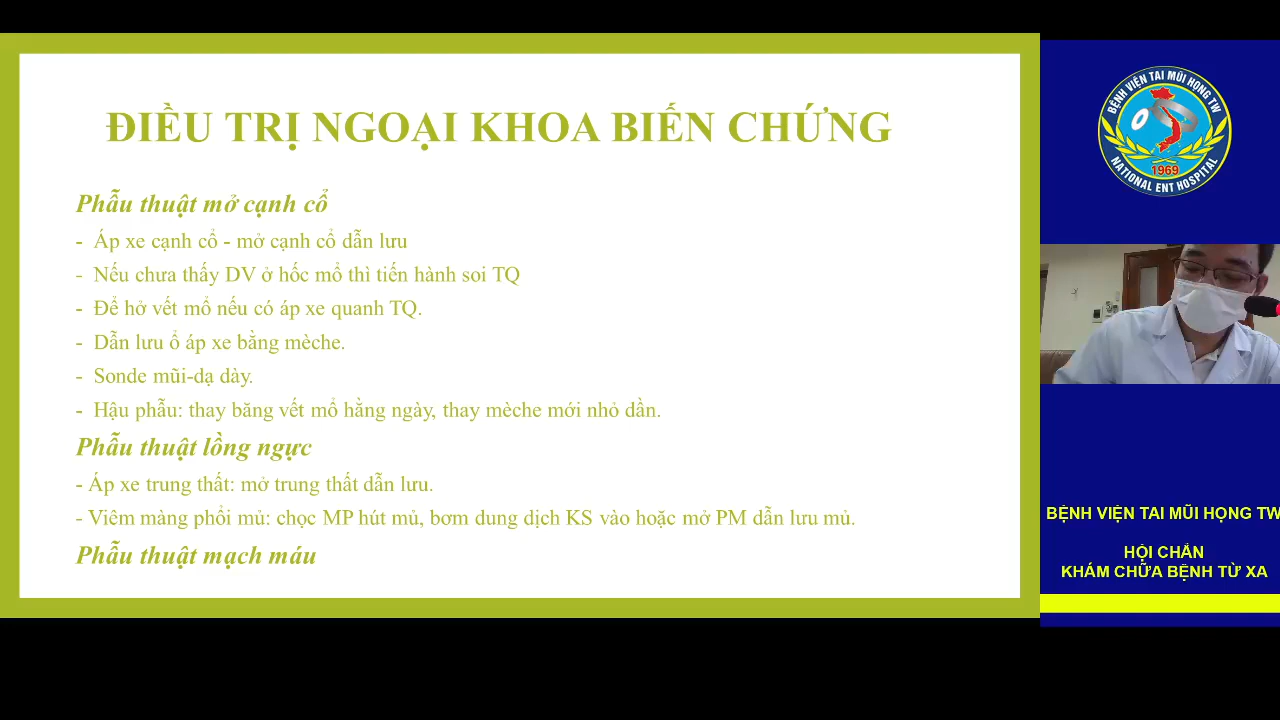 ĐIỀU TRỊ NGOẠI KHOA BIẾN CHỨNG
Phẫu thuật mở cạnh cổ
- Áp xe cạnh cổ - mở cạnh cổ dẫn lưu
- Nếu chưa thấy DV ở hốc mổ thì tiến hành soi TQ
- Để hở vết mổ nếu có áp xe quanh TQ.
- Dẫn lưu ổ áp xe bằng mèche.
- Sonde mũi-dạ dày.
- Hậu phẫu: thay băng vết mổ hằng ngày, thay mèche mới nhỏ dần.
Phẫu thuật lồng ngực
- Áp xe trung thất: mở trung thất dẫn lưu.
- Viêm màng phổi mủ: chọc MP hút mủ, bơm dung dịch KS vào hoặc mở PM dẫn lưu mủ.
Phẫu thuật mạch máu
BỆNH VIỆN TAI MŨI HỌNG TW
NATIONAL ENT HOSPITAL
1969
BỆNH VIỆN TAI MŨI HỌNG TW
HỘI CHẨN
KHÁM CHỮA BỆNH TỪ XA